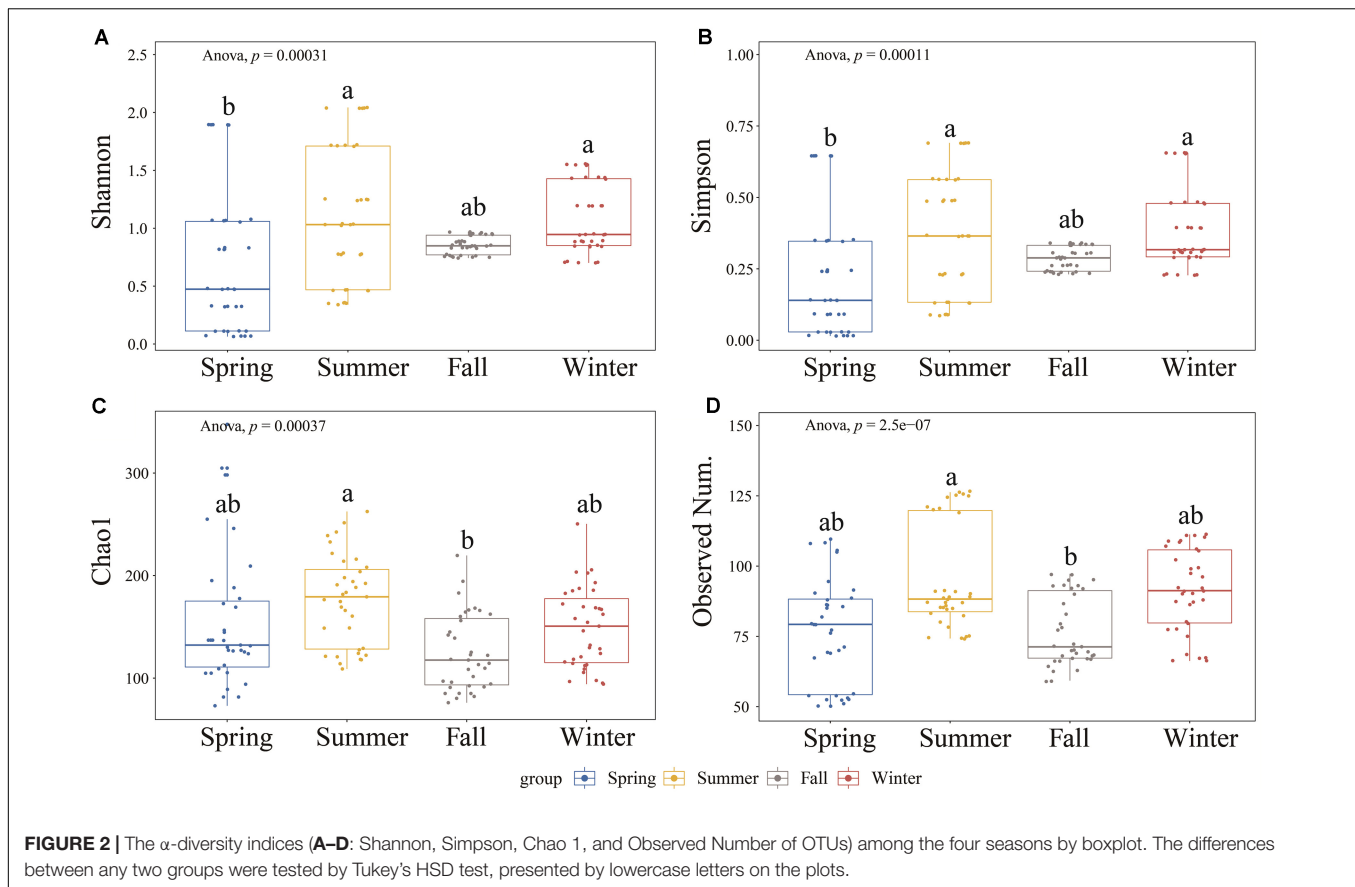 A
Anova, p = 0.00031
Shannon
2.5
2.0
1.5
1.0
0.5
0.0
b
a
ab
a
Spring
Summer
Fall
Winter
B
Anova, p = 0.00011
Simpson
1.00
0.75
0.50
0.25
0.00
b
a
ab
a
Spring
Summer
Fall
Winter
C
Anova, p = 0.00037
Chao1
300
200
100
ab
a
b
ab
Spring
Summer
Fall
Winter
D
Anova, p = 2.5e−07
Observed Num.
150
125
100
75
50
ab
a
b
ab
Spring
Summer
Fall
Winter
group Spring Summer Fall Winter
FIGURE 2 | The α-diversity indices (A–D: Shannon, Simpson, Chao 1, and Observed Number of OTUs) among the four seasons by boxplot. The differences
between any two groups were tested by Tukey's HSD test, presented by lowercase letters on the plots.